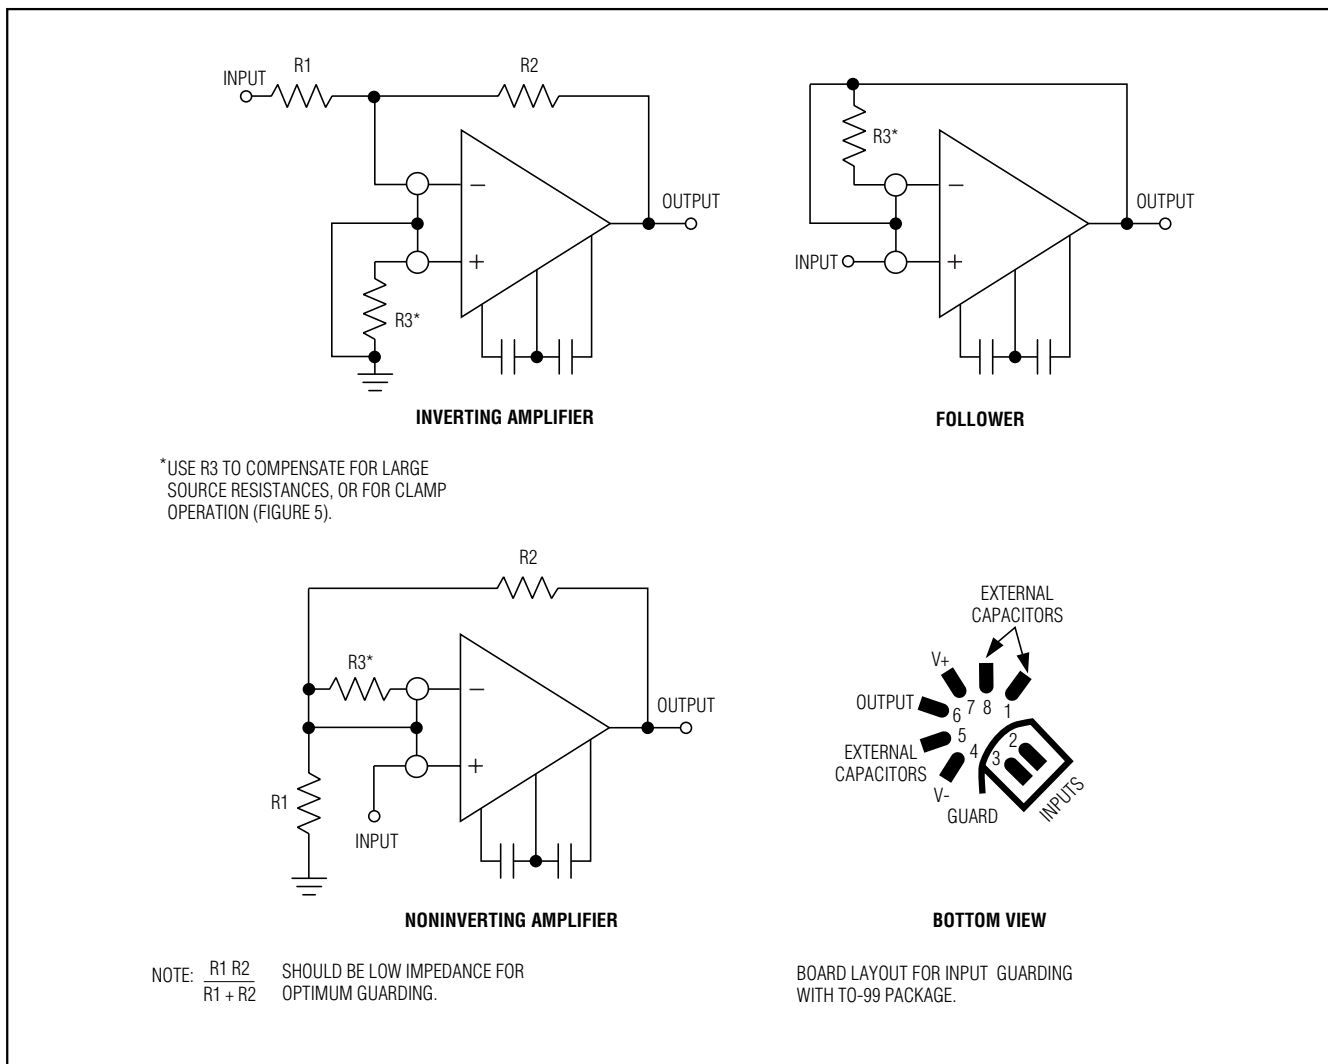 INPUT
R1
R2
−
+
R3*
OUTPUT
INVERTING AMPLIFIER
R3*
−
+
INPUT
OUTPUT
FOLLOWER
*USE R3 TO COMPENSATE FOR LARGE
SOURCE RESISTANCES, OR FOR CLAMP
OPERATION (FIGURE 5).
R2
R3*
−
+
R1
INPUT
OUTPUT
NONINVERTING AMPLIFIER
NOTE: R1 R2 / R1 + R2 SHOULD BE LOW IMPEDANCE FOR
OPTIMUM GUARDING.
EXTERNAL
CAPACITORS
V+
OUTPUT
EXTERNAL
CAPACITORS
V-
GUARD
INPUTS
1
2
3
4
5
6
7
8
BOTTOM VIEW
BOARD LAYOUT FOR INPUT GUARDING
WITH TO-99 PACKAGE.